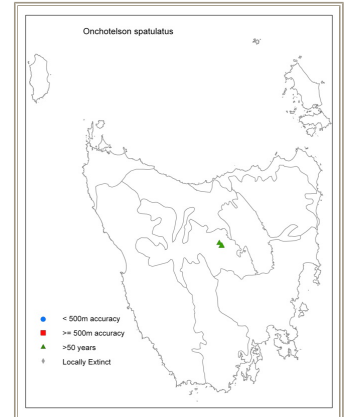 Onchotelson spatulatus
< 500m accuracy
>= 500m accuracy
>50 years
Locally Extinct